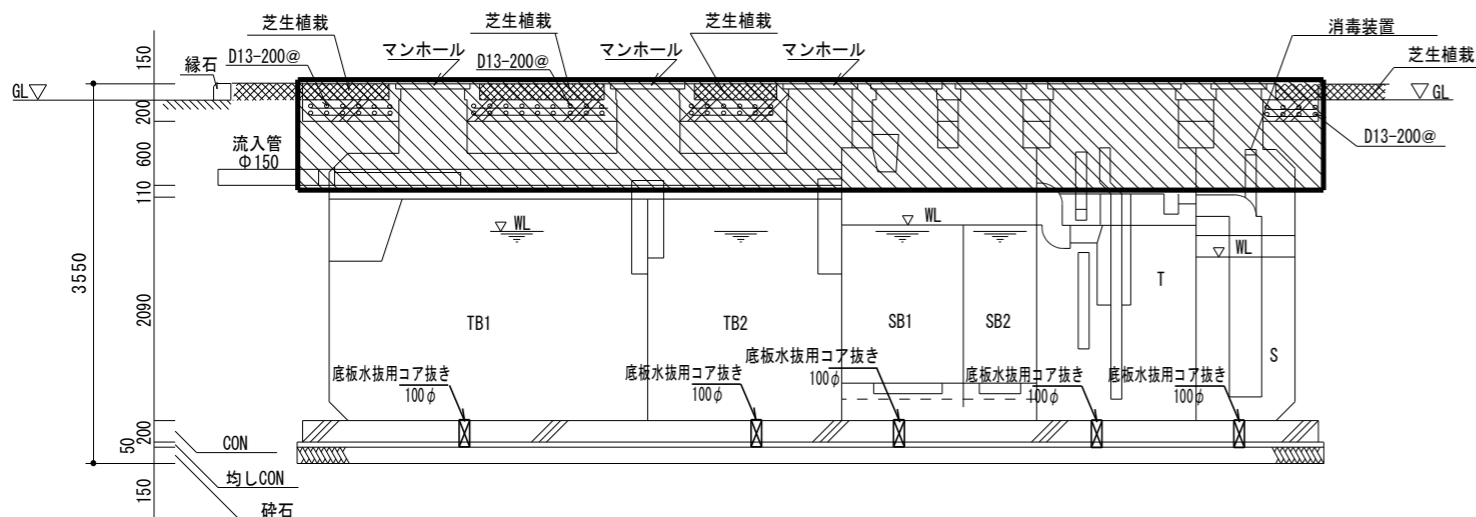 芝生植栽
芝生植栽
芝生植栽
消毒装置
マンホール
マンホール
マンホール
芝生植栽
D13-200@
D13-200@
縁石
GL
GL
D13-200@
流入管
Φ150
150
200
600
110
2090
200
50
150
3550
WL
WL
WL
TB1
TB2
SB1
SB2
T
S
底板水抜用コア抜き
100φ
底板水抜用コア抜き
100φ
底板水抜用コア抜き
100φ
底板水抜用コア抜き
100φ
底板水抜用コア抜き
100φ
CON
均しCON
砕石